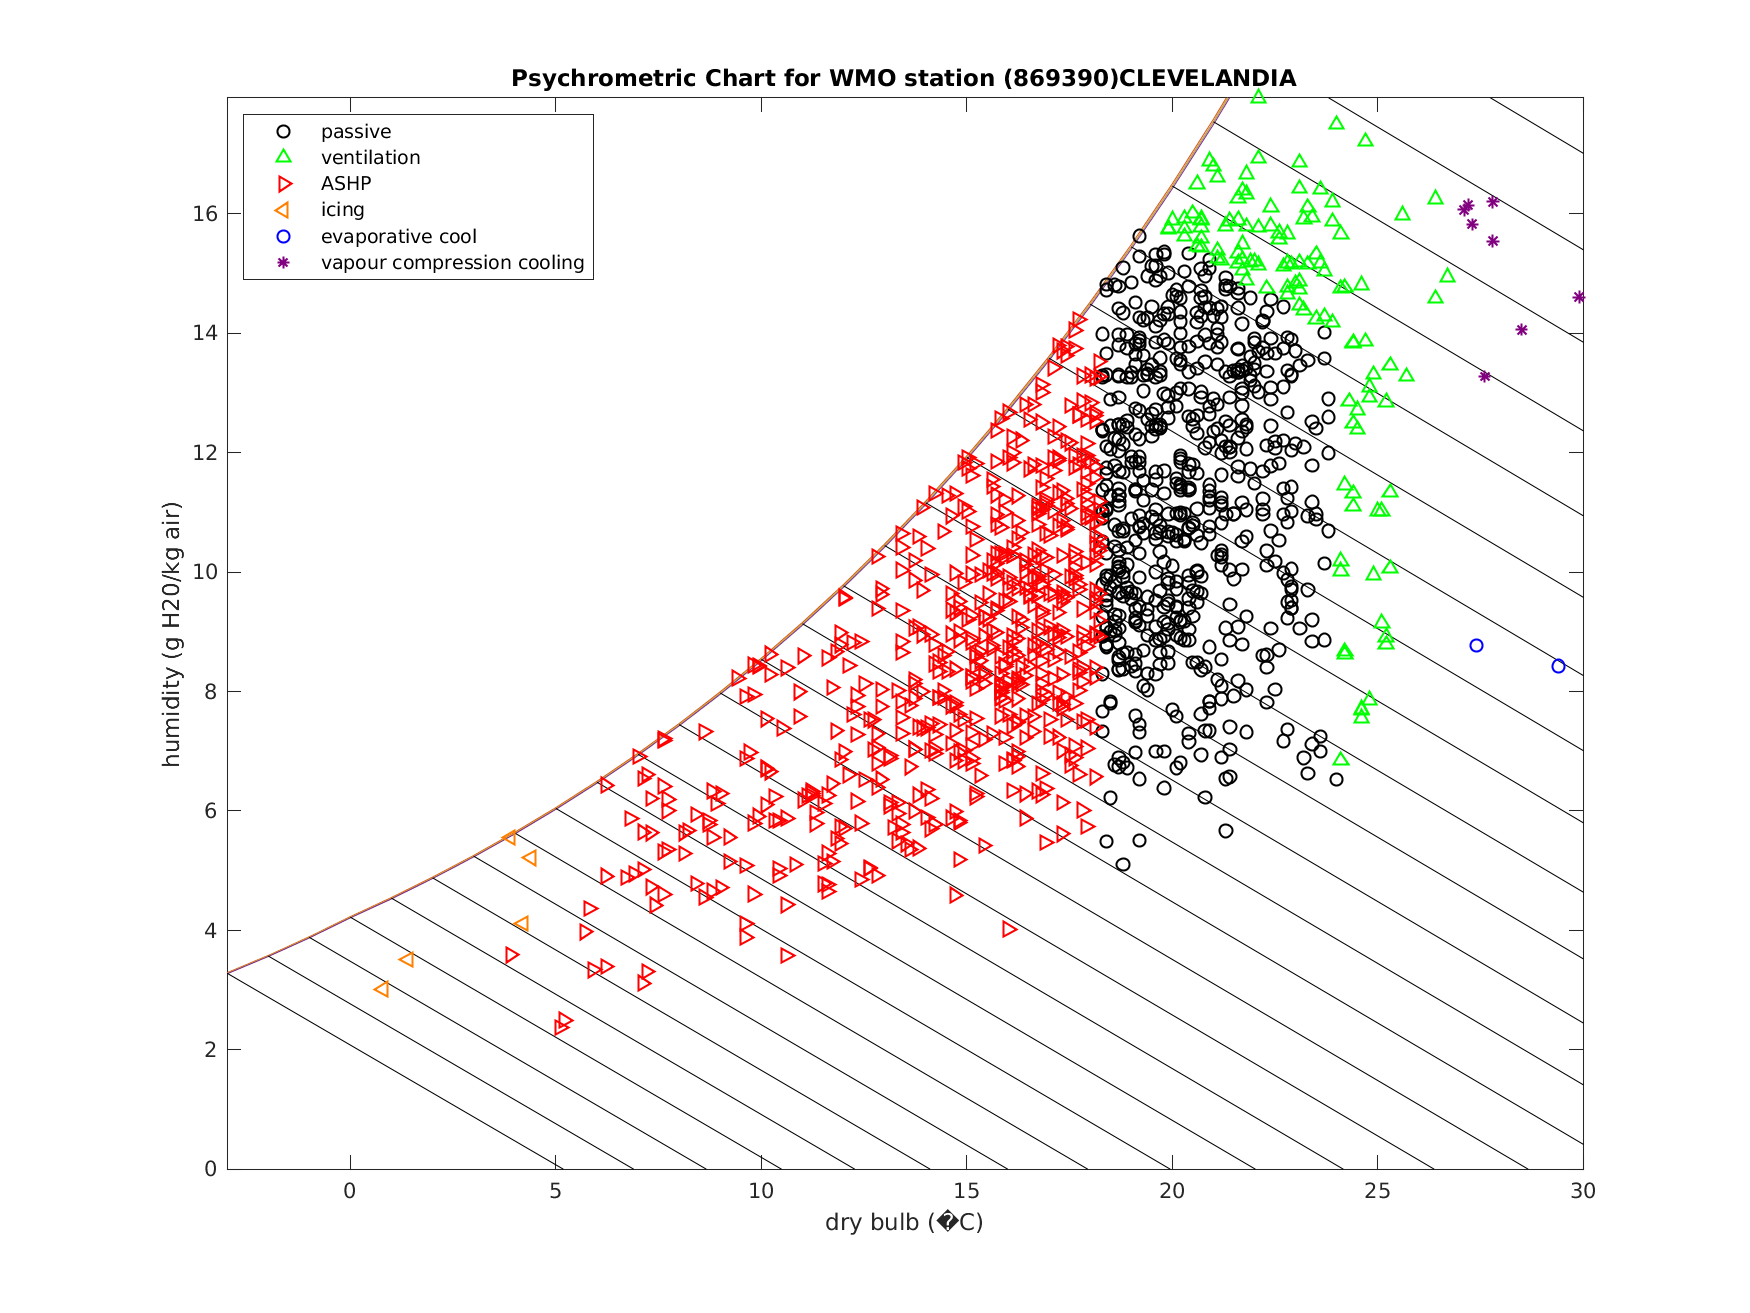 Psychrometric Chart for WMO station (869390)CLEVELANDIA
passive
ventilation
ASHP
icing
evaporative cool
vapour compression cooling
humidity (g H20/kg air)
16
14
12
10
8
6
4
2
0
0 5 10 15 20 25 30
dry bulb (�C)